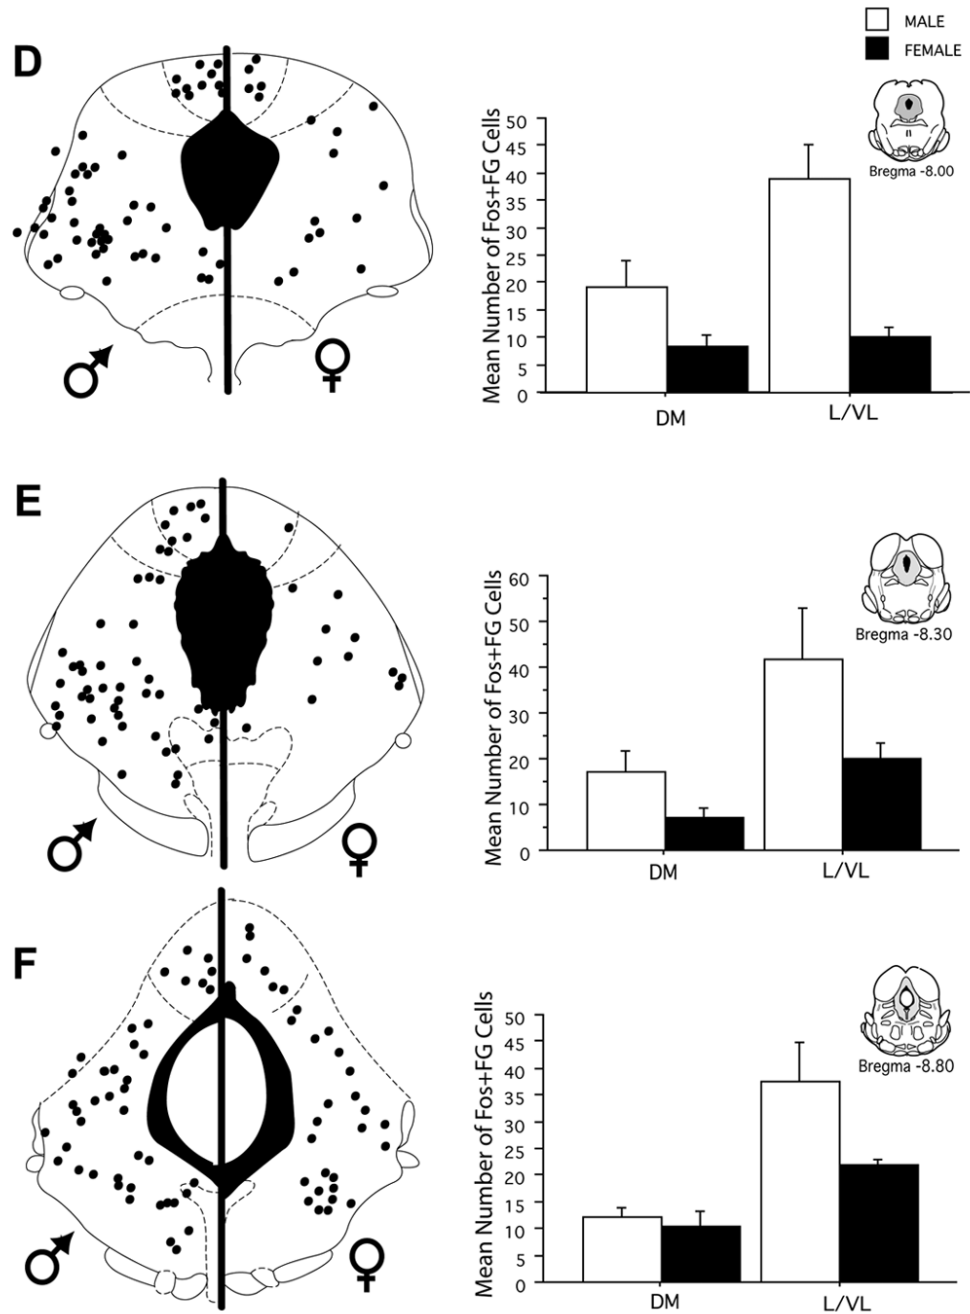 MALE
FEMALE
D
Mean Number of Fos+FG Cells
50
45
40
35
30
25
20
15
10
5
0
DM
L/VL
Bregma -8.00
♂
♀
E
Mean Number of Fos+FG Cells
60
50
40
30
20
10
0
DM
L/VL
Bregma -8.30
♂
♀
F
Mean Number of Fos+FG Cells
50
45
40
35
30
25
20
15
10
5
0
DM
L/VL
Bregma -8.80
♂
♀